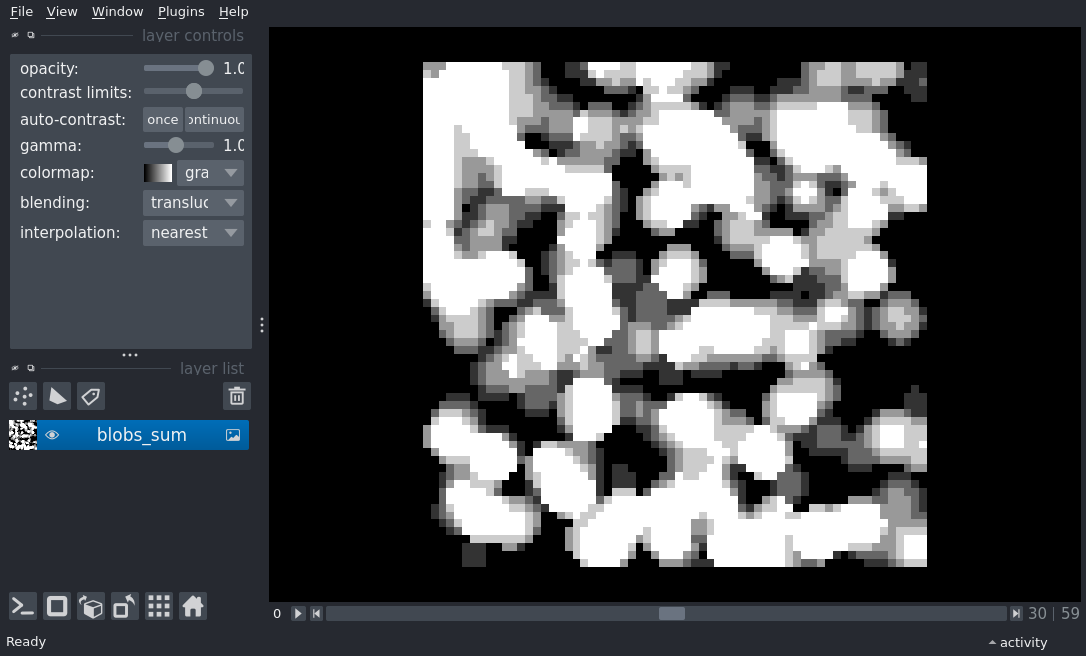 File View Window Plugins Help
layer controls
opacity: 1.0
contrast limits:
auto-contrast: once ontinuou
gamma: 1.0
colormap: gra
blending: transluc
interpolation: nearest
layer list
blobs_sum
0 30 | 59
Ready activity